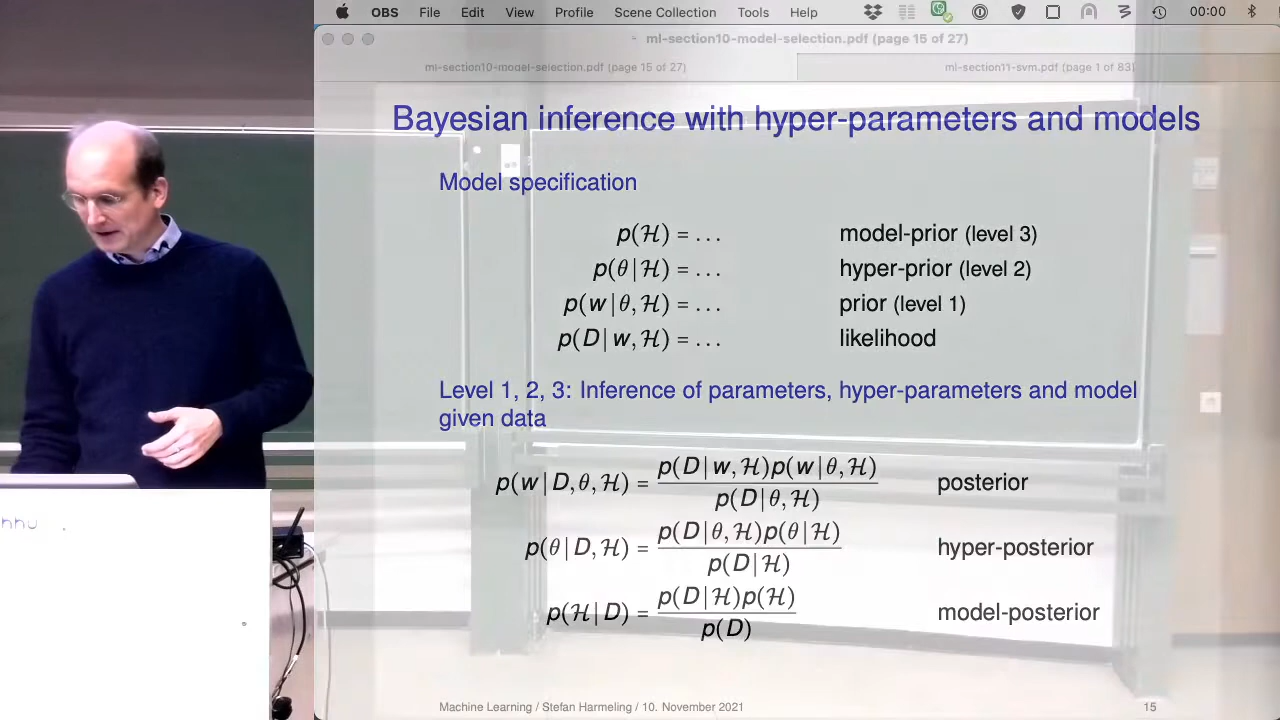 OBS File Edit View Profile Scene Collection Tools Help 00:00
ml-section10-model-selection.pdf (page 15 of 27)
ml-section10-model-selection.pdf (page 15 of 27) ml-section11-svm.pdf (page 1 of 83)
Bayesian inference with hyper-parameters and models
Model specification
p(ℋ) = ... model-prior (level 3)
p(θ|ℋ) = ... hyper-prior (level 2)
p(w|θ,ℋ) = ... prior (level 1)
p(D|w,ℋ) = ... likelihood
Level 1, 2, 3: Inference of parameters, hyper-parameters and model
given data
p(w|D,θ,ℋ) = p(D|w,ℋ)p(w|θ,ℋ) / p(D|θ,ℋ) posterior
p(θ|D,ℋ) = p(D|θ,ℋ)p(θ|ℋ) / p(D|ℋ) hyper-posterior
p(ℋ|D) = p(D|ℋ)p(ℋ) / p(D) model-posterior
Machine Learning / Stefan Harmeling / 10. November 2021 15